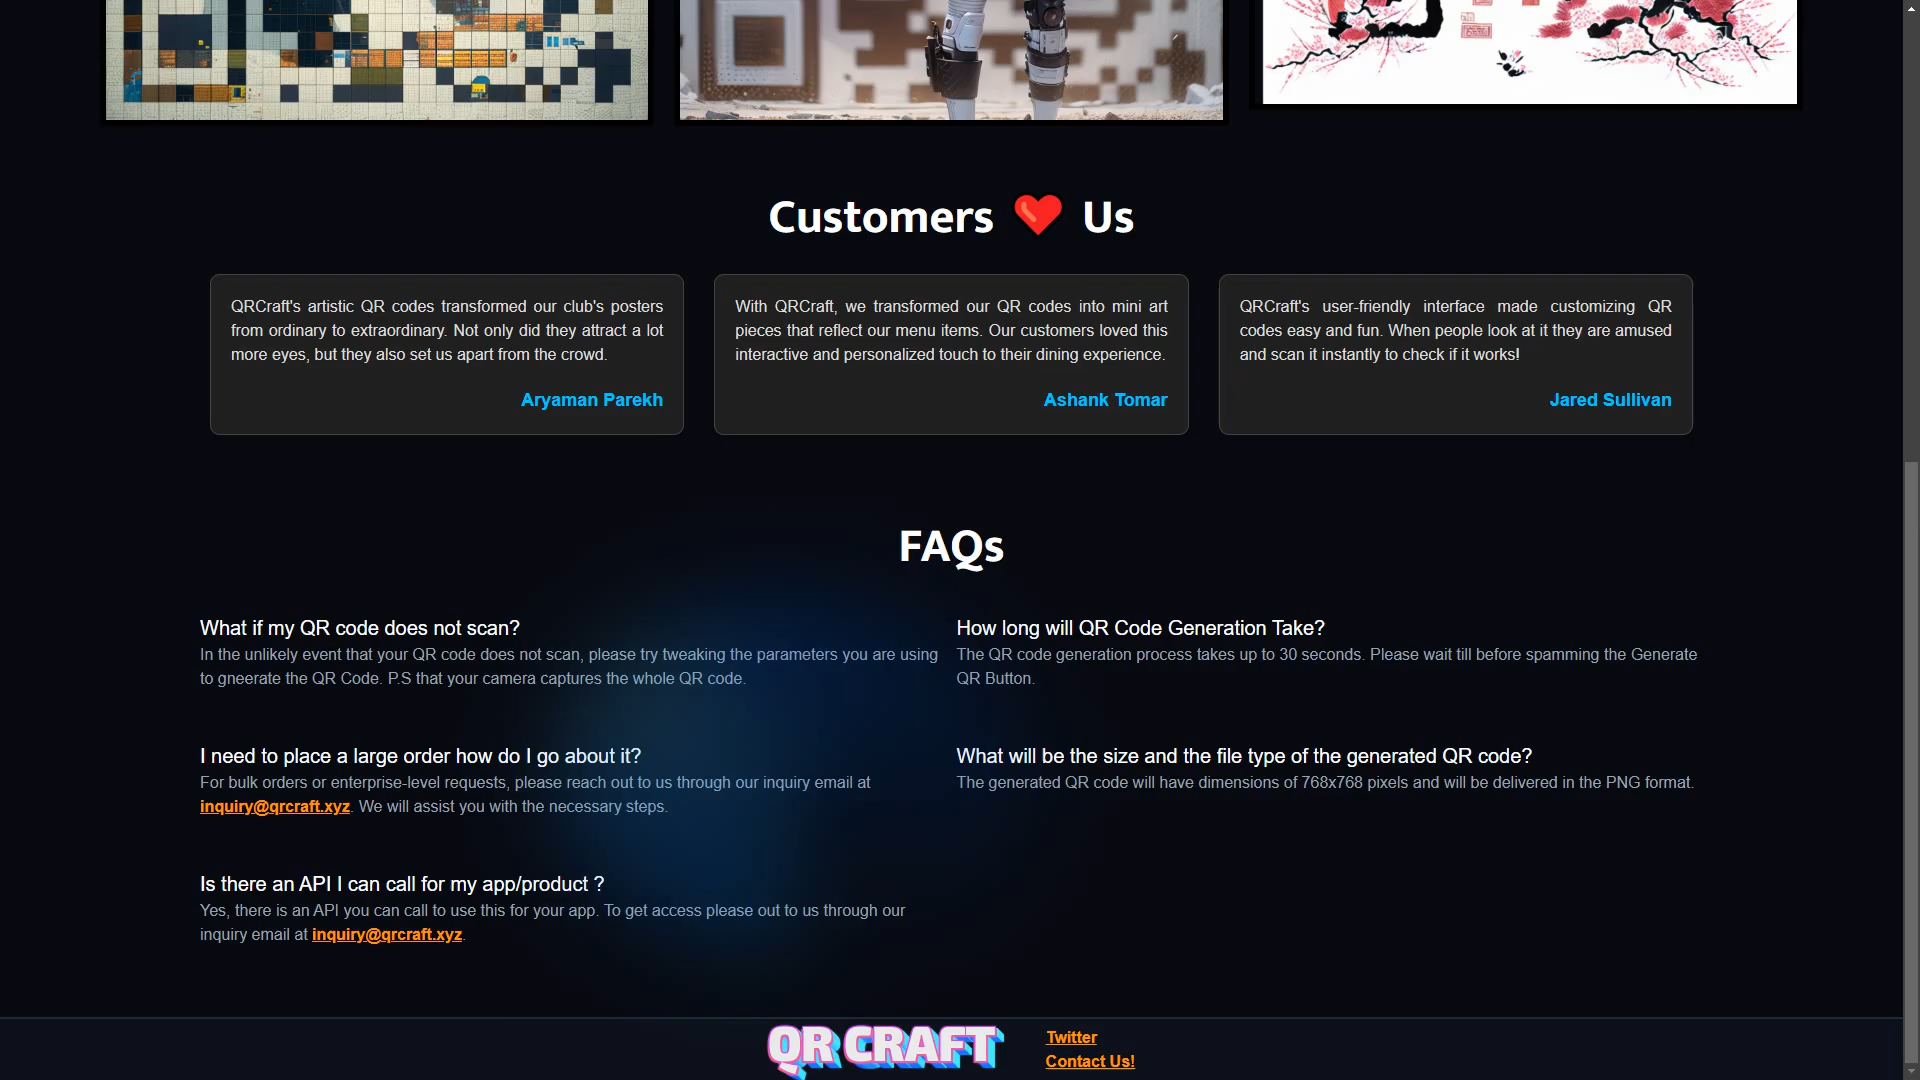 Customers ❤ Us
QRCraft's artistic QR codes transformed our club's posters
from ordinary to extraordinary. Not only did they attract a lot
more eyes, but they also set us apart from the crowd.
Aryaman Parekh
With QRCraft, we transformed our QR codes into mini art
pieces that reflect our menu items. Our customers loved this
interactive and personalized touch to their dining experience.
Ashank Tomar
QRCraft's user-friendly interface made customizing QR
codes easy and fun. When people look at it they are amused
and scan it instantly to check if it works!
Jared Sullivan
FAQs
What if my QR code does not scan?
In the unlikely event that your QR code does not scan, please try tweaking the parameters you are using
to gneerate the QR Code. P.S that your camera captures the whole QR code.
How long will QR Code Generation Take?
The QR code generation process takes up to 30 seconds. Please wait till before spamming the Generate
QR Button.
I need to place a large order how do I go about it?
For bulk orders or enterprise-level requests, please reach out to us through our inquiry email at
inquiry@qrcraft.xyz. We will assist you with the necessary steps.
What will be the size and the file type of the generated QR code?
The generated QR code will have dimensions of 768x768 pixels and will be delivered in the PNG format.
Is there an API I can call for my app/product ?
Yes, there is an API you can call to use this for your app. To get access please out to us through our
inquiry email at inquiry@qrcraft.xyz.
QR CRAFT
Twitter
Contact Us!